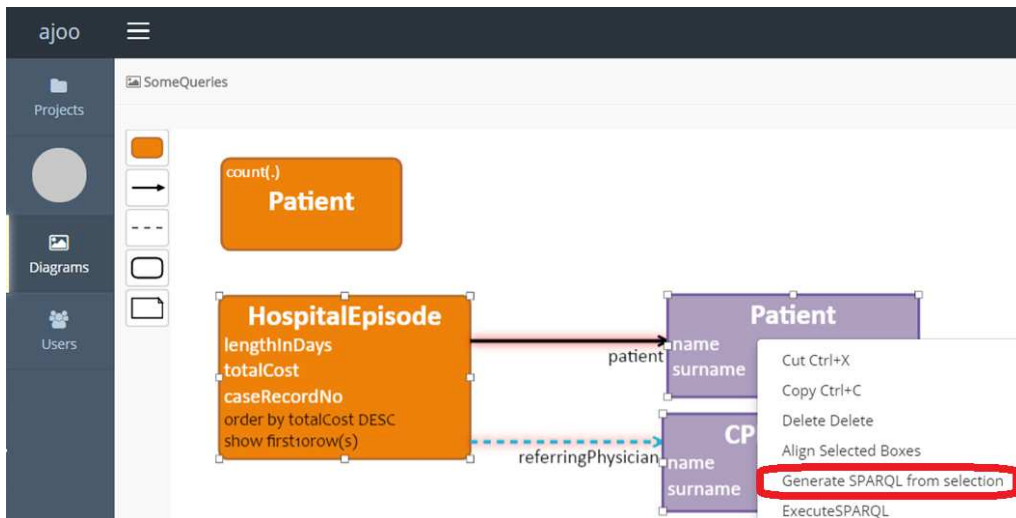 ajoo
SomeQueries
Projects
Diagrams
Users
count(.)
Patient
HospitalEpisode
lengthInDays
totalCost
caseRecordNo
order by totalCost DESC
show first10row(s)
patient
Patient
name
surname
referringPhysician
CP
name
surname
Cut Ctrl+X
Copy Ctrl+C
Delete Delete
Align Selected Boxes
Generate SPARQL from selection
ExecuteSPARQL